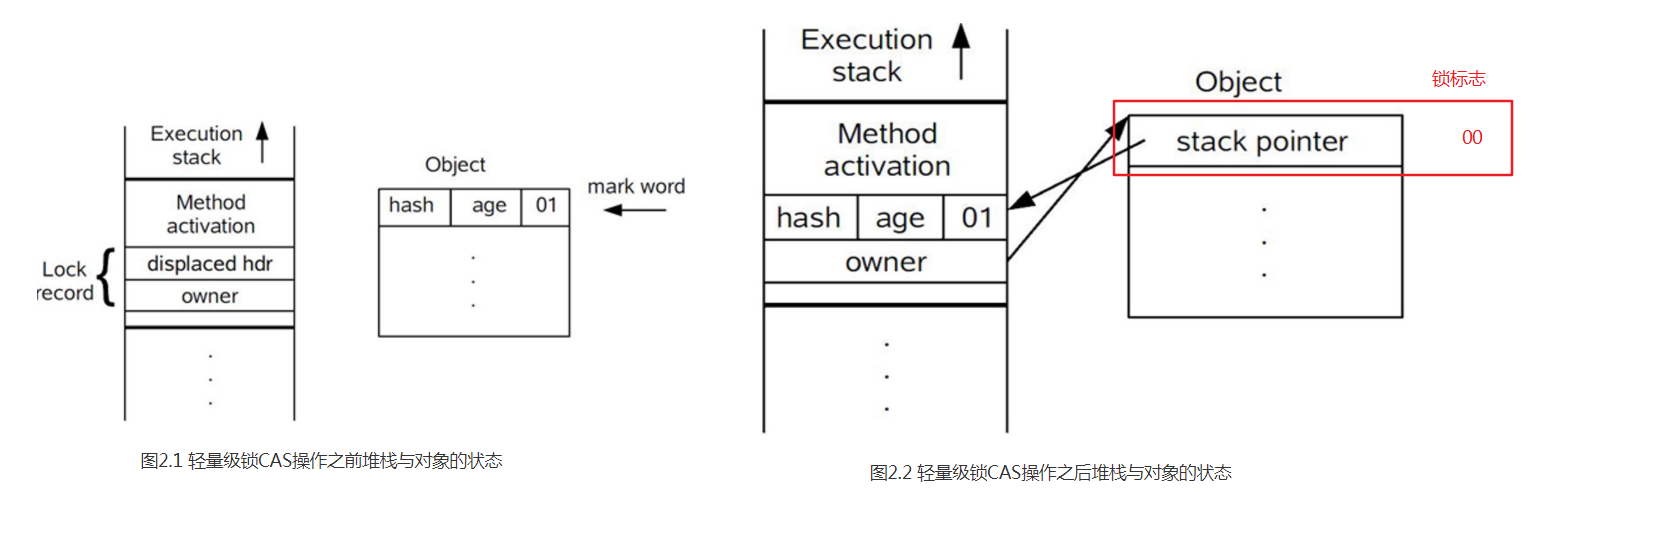 Execution
stack
Method
activation
Lock
record
displaced hdr
owner
Object
hash age 01
mark word
图2.1 轻量级锁CAS操作之前堆栈与对象的状态
Execution
stack
Method
activation
hash age 01
owner
Object
锁标志
stack pointer
00
图2.2 轻量级锁CAS操作之后堆栈与对象的状态